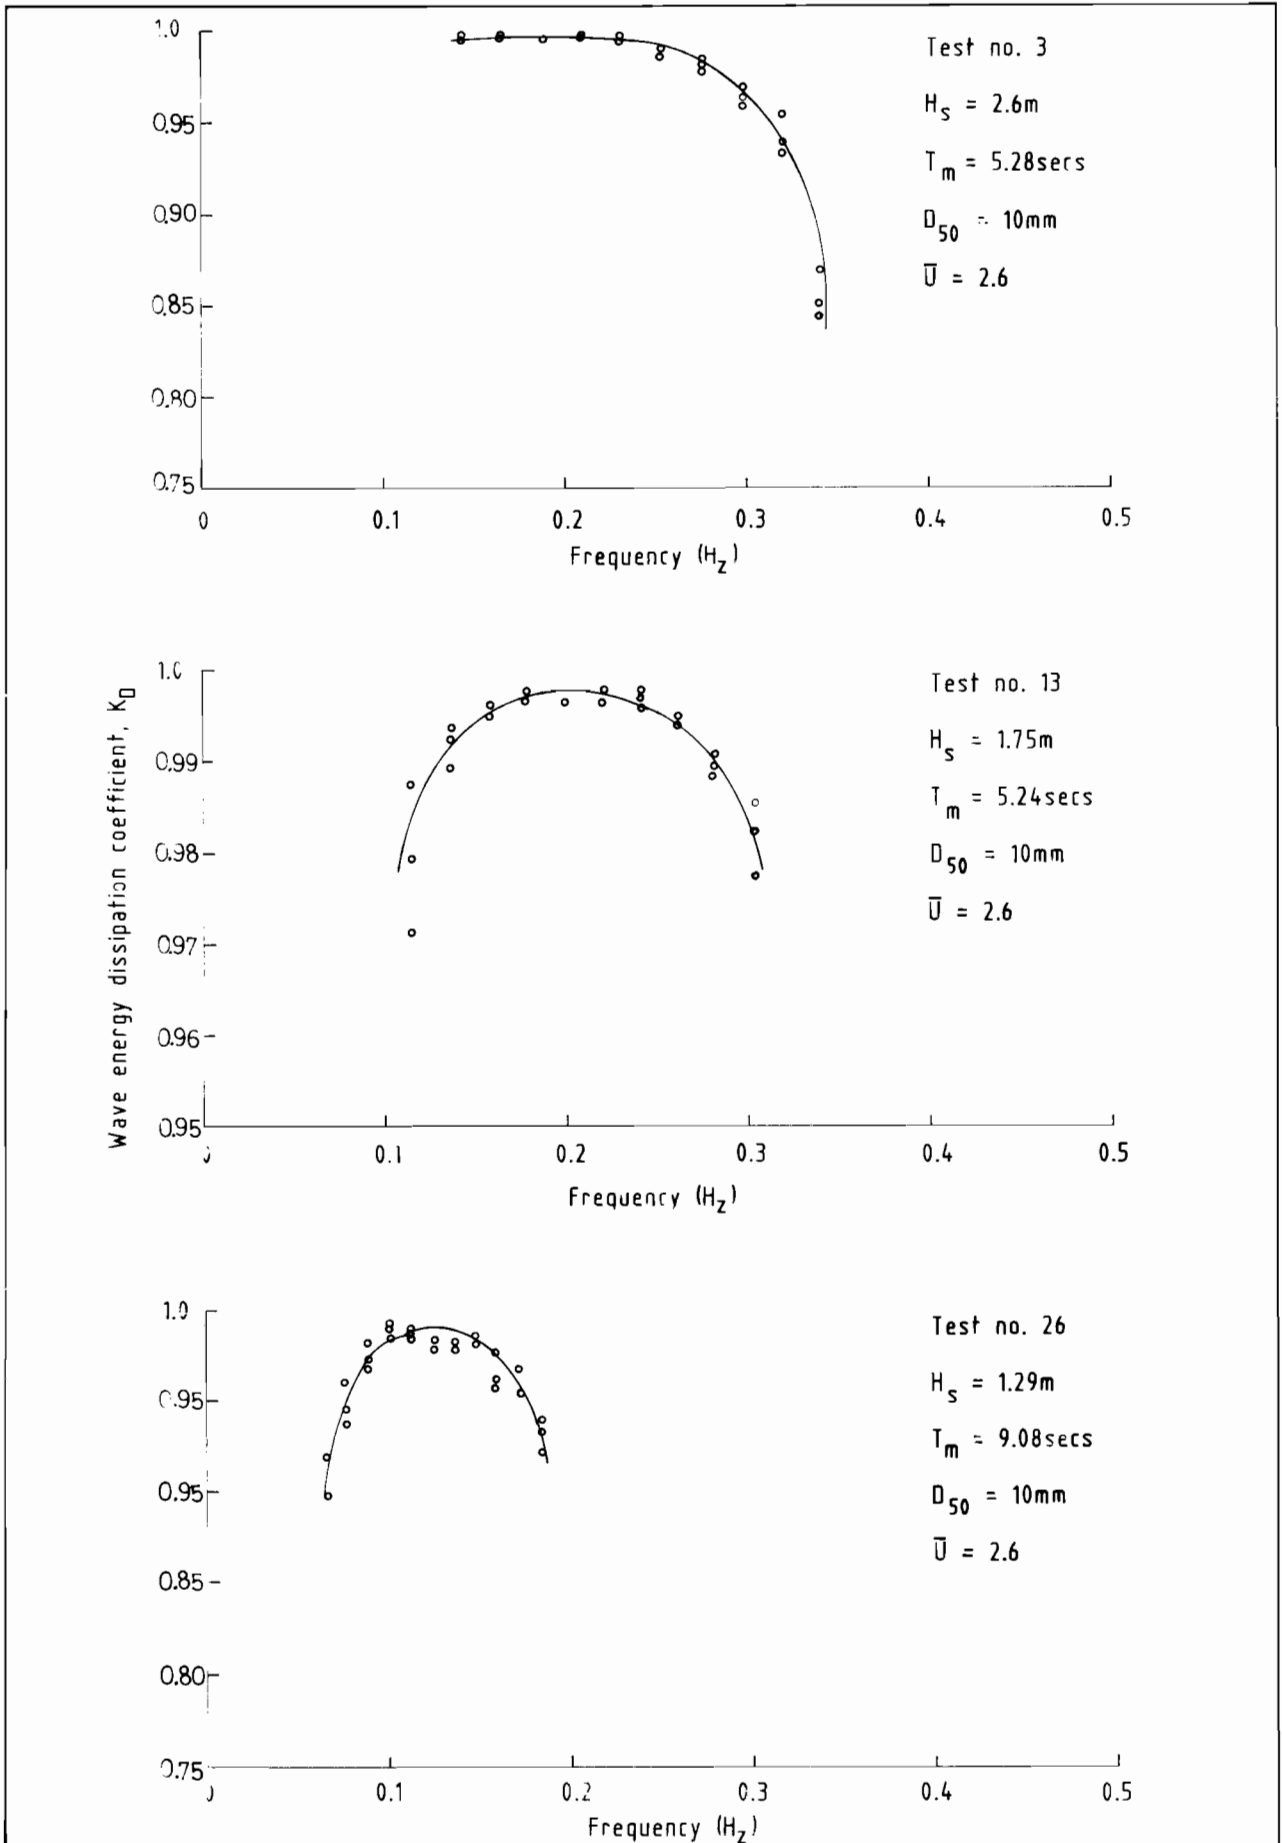 1.0
0.95
0.90
0.85
0.80
0.75
0 0.1 0.2 0.3 0.4 0.5
Frequency (Hz)
Test no. 3
Hs = 2.6m
Tm = 5.28secs
D50 = 10mm
Ū = 2.6
Wave energy dissipation coefficient, KD
1.0
0.99
0.98
0.97
0.96
0.95
0 0.1 0.2 0.3 0.4 0.5
Frequency (Hz)
Test no. 13
Hs = 1.75m
Tm = 5.24secs
D50 = 10mm
Ū = 2.6
1.0
0.95
0.95
0.85
0.80
0.75
0 0.1 0.2 0.3 0.4 0.5
Frequency (Hz)
Test no. 26
Hs = 1.29m
Tm = 9.08secs
D50 = 10mm
Ū = 2.6